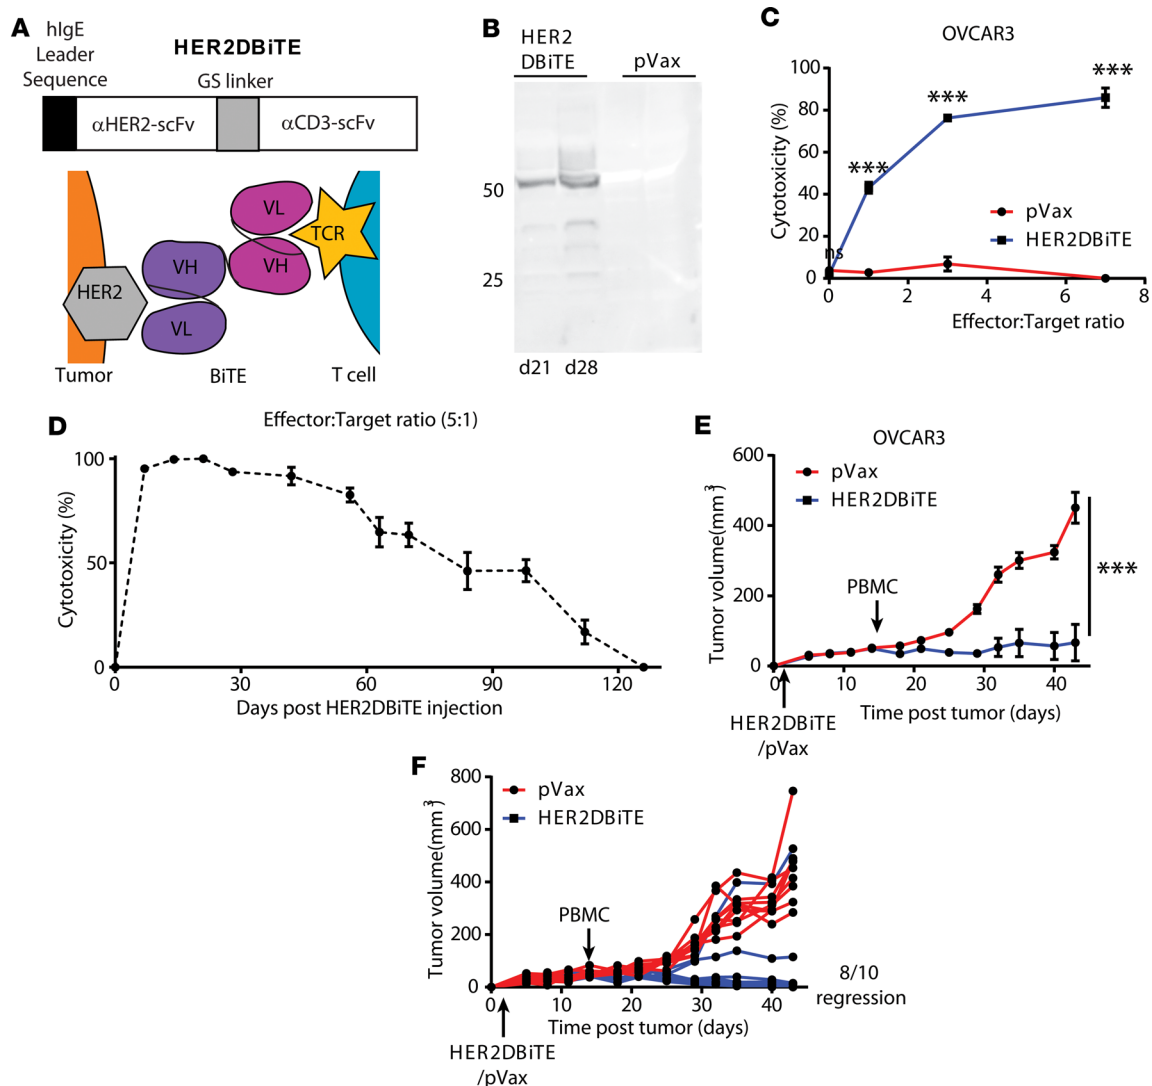 A
hIgE
Leader
Sequence
HER2DBiTE
GS linker
αHER2-scFv
αCD3-scFv
VL
TCR
VH
VH
HER2
VL
Tumor
BiTE
T cell
B
HER2
DBiTE
pVax
50
25
d21
d28
C
OVCAR3
100
80
60
40
20
0
Cytotoxicity (%)
***
***
***
ns
pVax
HER2DBiTE
0
2
4
6
8
Effector:Target ratio
D
Effector:Target ratio (5:1)
100
50
0
Cytotoxicity (%)
0
30
60
90
120
Days post HER2DBiTE injection
E
OVCAR3
600
400
200
0
Tumor volume(mm3)
pVax
HER2DBiTE
PBMC
***
0
10
20
30
40
Time post tumor (days)
HER2DBiTE
/pVax
F
800
600
400
200
0
Tumor volume(mm3)
pVax
HER2DBiTE
PBMC
8/10
regression
0
10
20
30
40
Time post tumor (days)
HER2DBiTE
/pVax